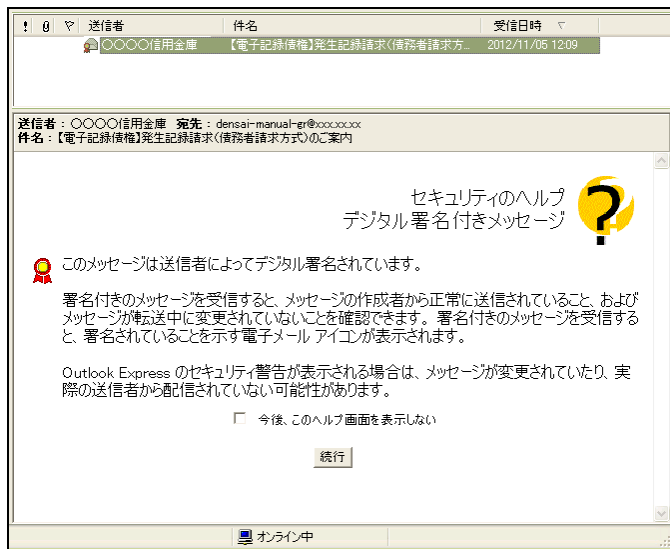 ! 送信者 件名 受信日時
〇〇〇〇信用金庫 【電子記録債権】発生記録請求(債務者請求方... 2012/11/05 12:09
送信者：〇〇〇〇信用金庫 宛先：densai-manual-gr@xxx.xx.xx
件名：【電子記録債権】発生記録請求(債務者請求方式)のご案内
セキュリティのヘルプ
デジタル署名付きメッセージ
?
このメッセージは送信者によってデジタル署名されています。
署名付きのメッセージを受信すると、メッセージの作成者から正常に送信されていること、および
メッセージが転送中に変更されていないことを確認できます。署名付きのメッセージを受信する
と、署名されていることを示す電子メール アイコンが表示されます。
Outlook Express のセキュリティ警告が表示される場合は、メッセージが変更されていたり、実
際の送信者から配信されていない可能性があります。
今後、このヘルプ画面を表示しない
続行
オンライン中